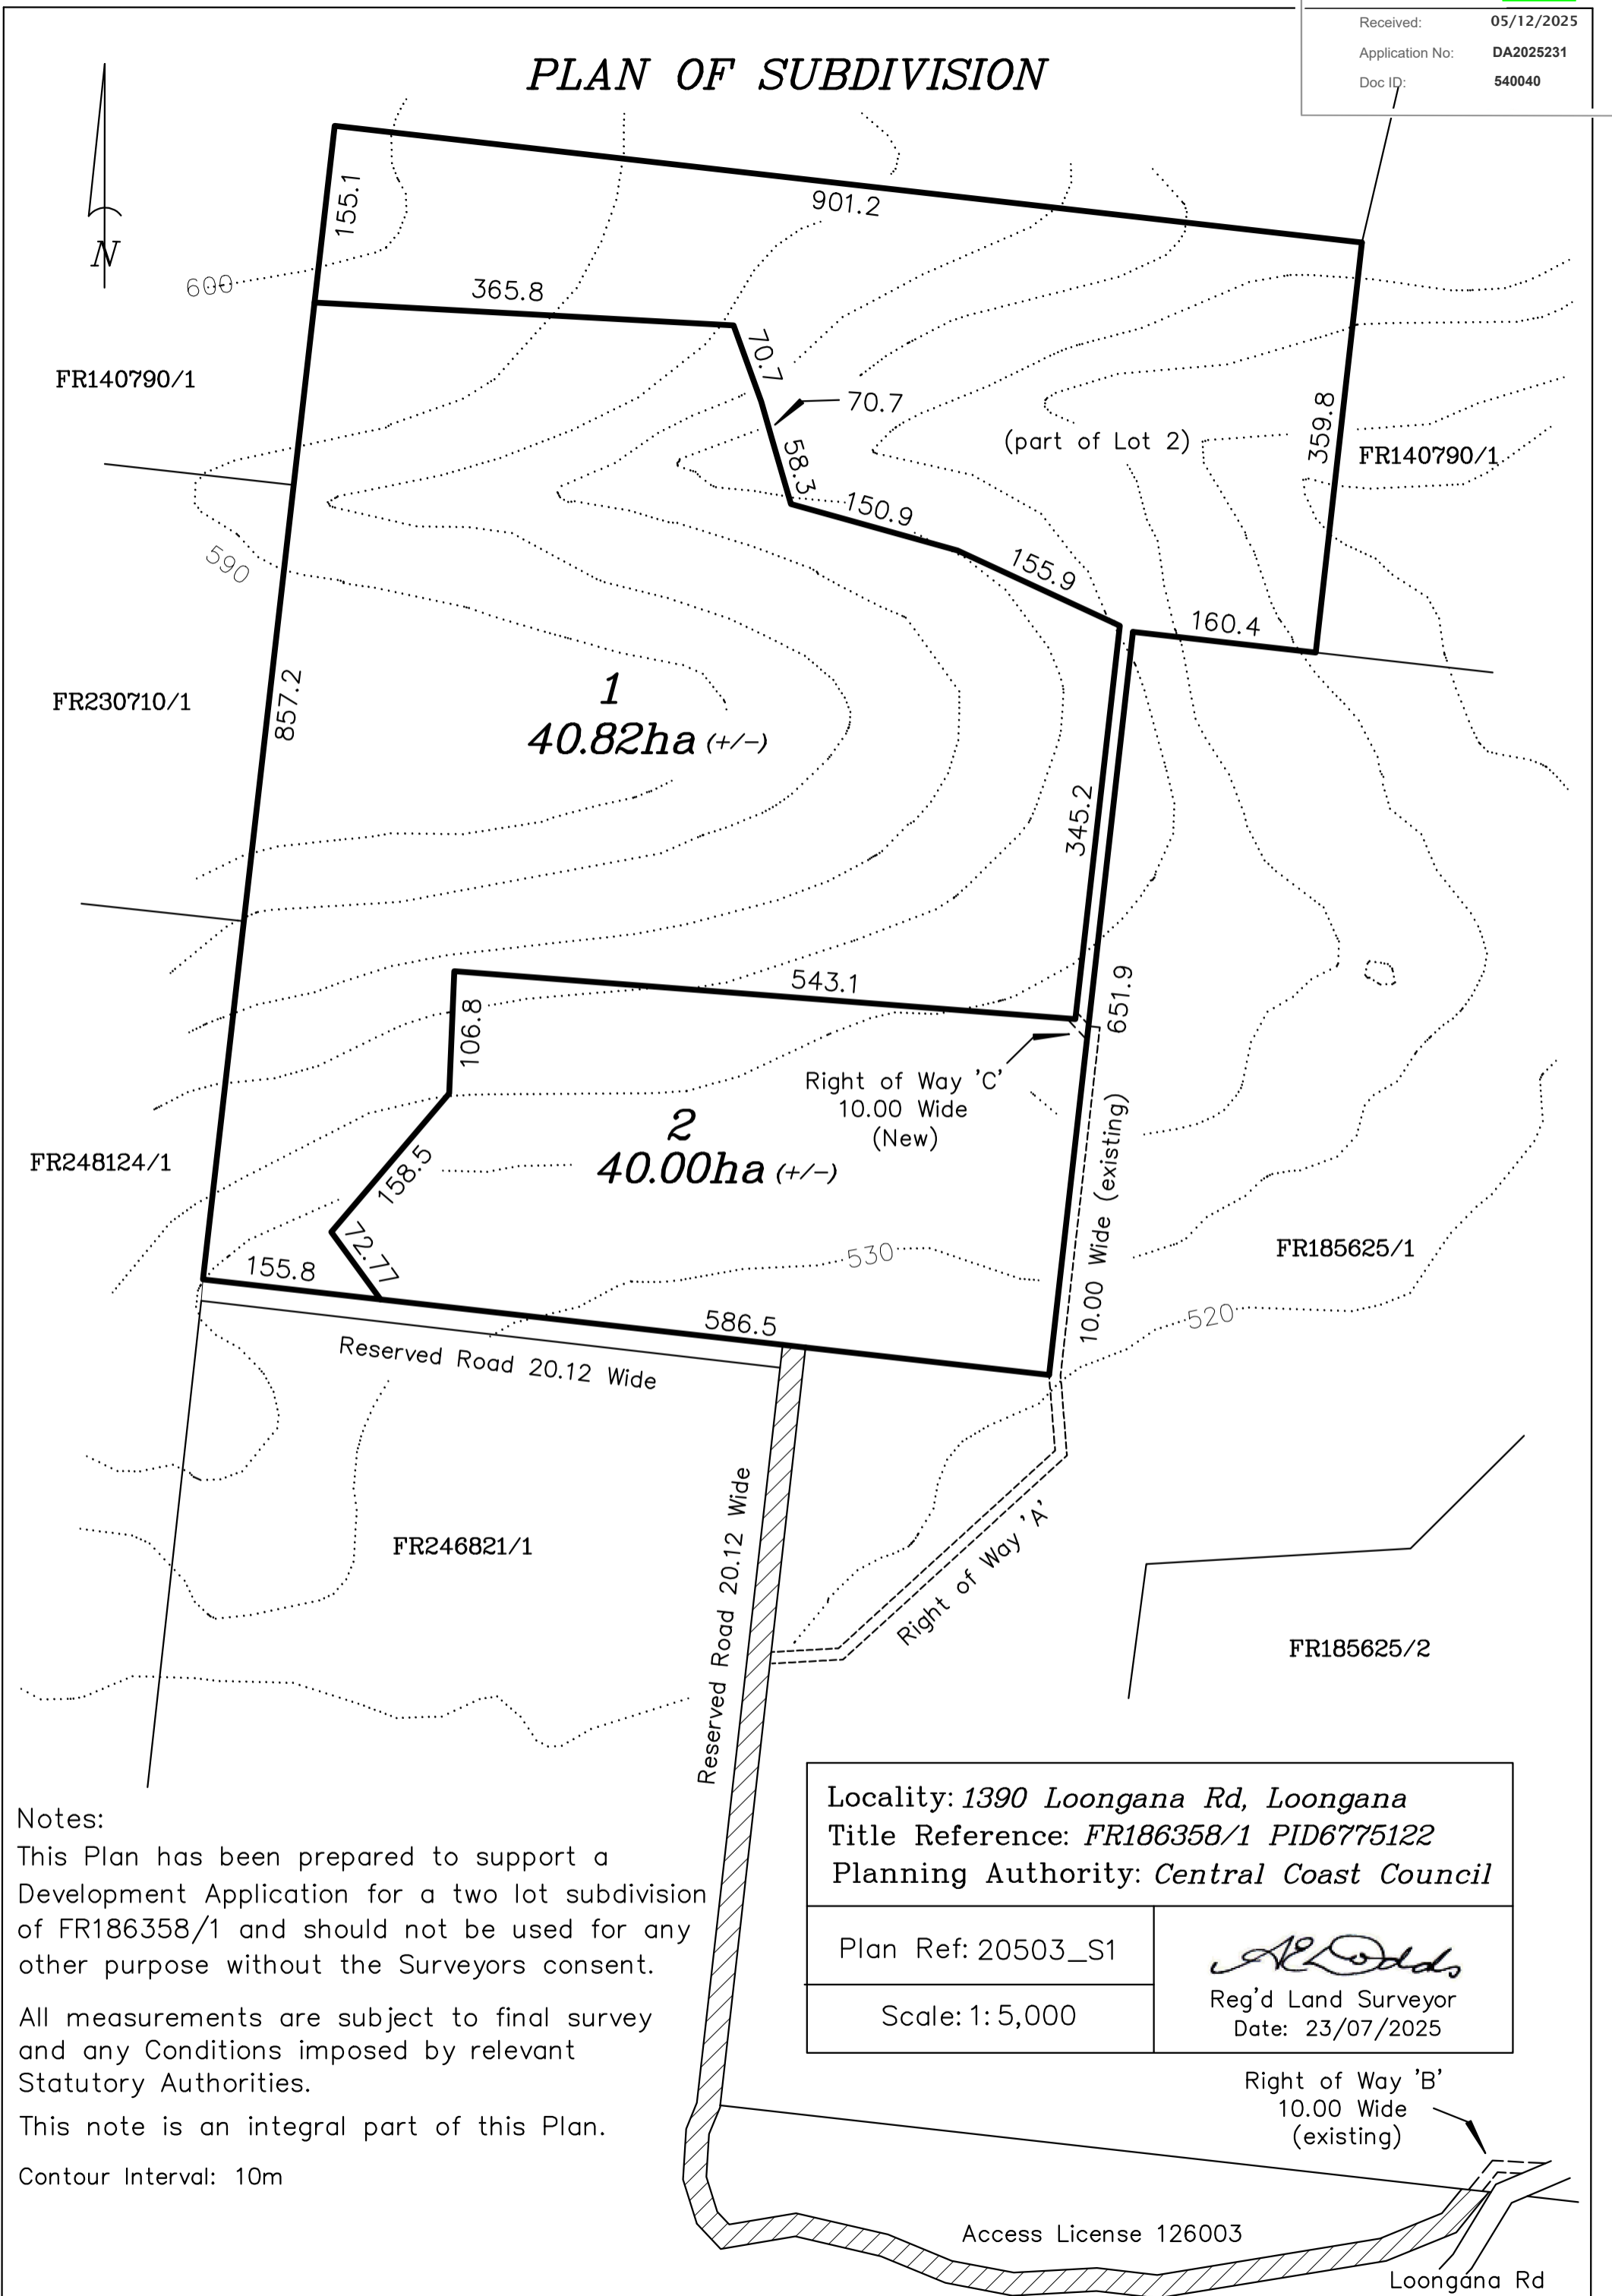 Received: 05/12/2025
Application No: DA2025231
Doc ID: 540040
PLAN OF SUBDIVISION
N
155.1
901.2
600
365.8
FR140790/1
70.7
70.7
359.8
(part of Lot 2)
FR140790/1
58.3
150.9
590
155.9
160.4
FR230710/1
857.2
1
40.82ha (+/-)
345.2
543.1
651.9
106.8
Right of Way 'C'
10.00 Wide
(New)
2
40.00ha (+/-)
FR248124/1
158.5
10.00 Wide (existing)
72.77
530
FR185625/1
155.8
520
586.5
Reserved Road 20.12 Wide
Reserved Road 20.12 Wide
FR246821/1
Right of Way 'A'
FR185625/2
Locality: 1390 Loongana Rd, Loongana
Title Reference: FR186358/1 PID6775122
Planning Authority: Central Coast Council
Plan Ref: 20503_S1
Scale: 1:5,000
AEDodds
Reg'd Land Surveyor
Date: 23/07/2025
Notes:
This Plan has been prepared to support a
Development Application for a two lot subdivision
of FR186358/1 and should not be used for any
other purpose without the Surveyors consent.
All measurements are subject to final survey
and any Conditions imposed by relevant
Statutory Authorities.
This note is an integral part of this Plan.
Contour Interval: 10m
Right of Way 'B'
10.00 Wide
(existing)
Access License 126003
Loongana Rd